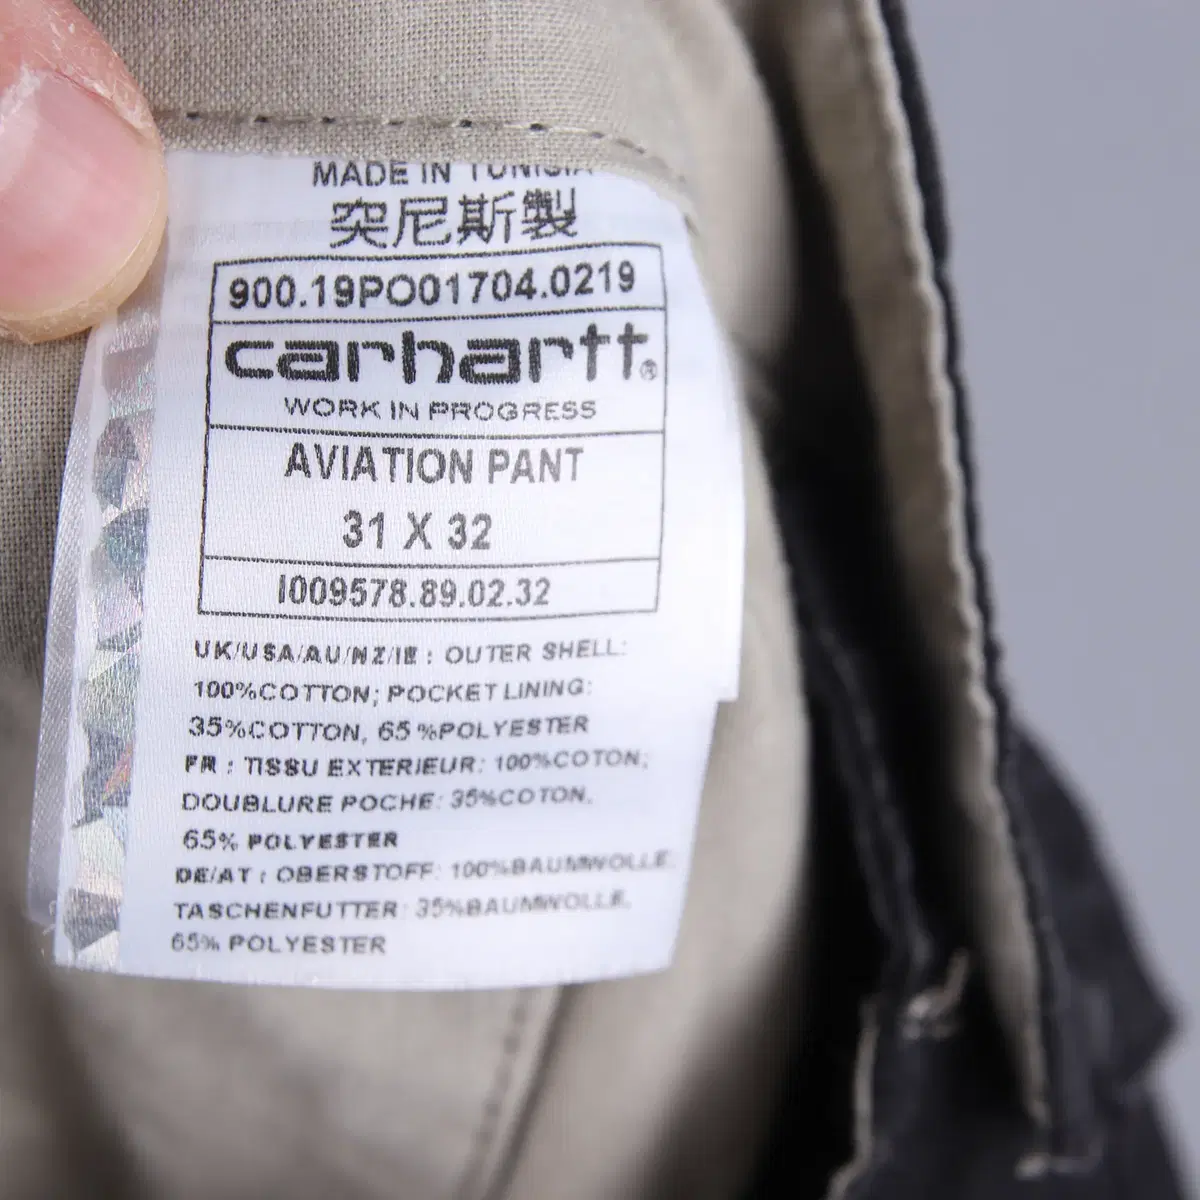 MADE IN TUNISIA
突尼斯製
900.19PO01704.0219
carhartt®
WORK IN PROGRESS
AVIATION PANT
31 X 32
I009578.89.02.32
UK/USA/AU/NZ/IE : OUTER SHELL:
100%COTTON; POCKET LINING:
35%COTTON, 65%POLYESTER
FR : TISSU EXTERIEUR: 100%COTON;
DOUBLURE POCHE: 35%COTON,
65% POLYESTER
DE/AT : OBERSTOFF: 100%BAUMWOLLE
TASCHENFUTTER: 35%BAUMWOLLE,
65% POLYESTER